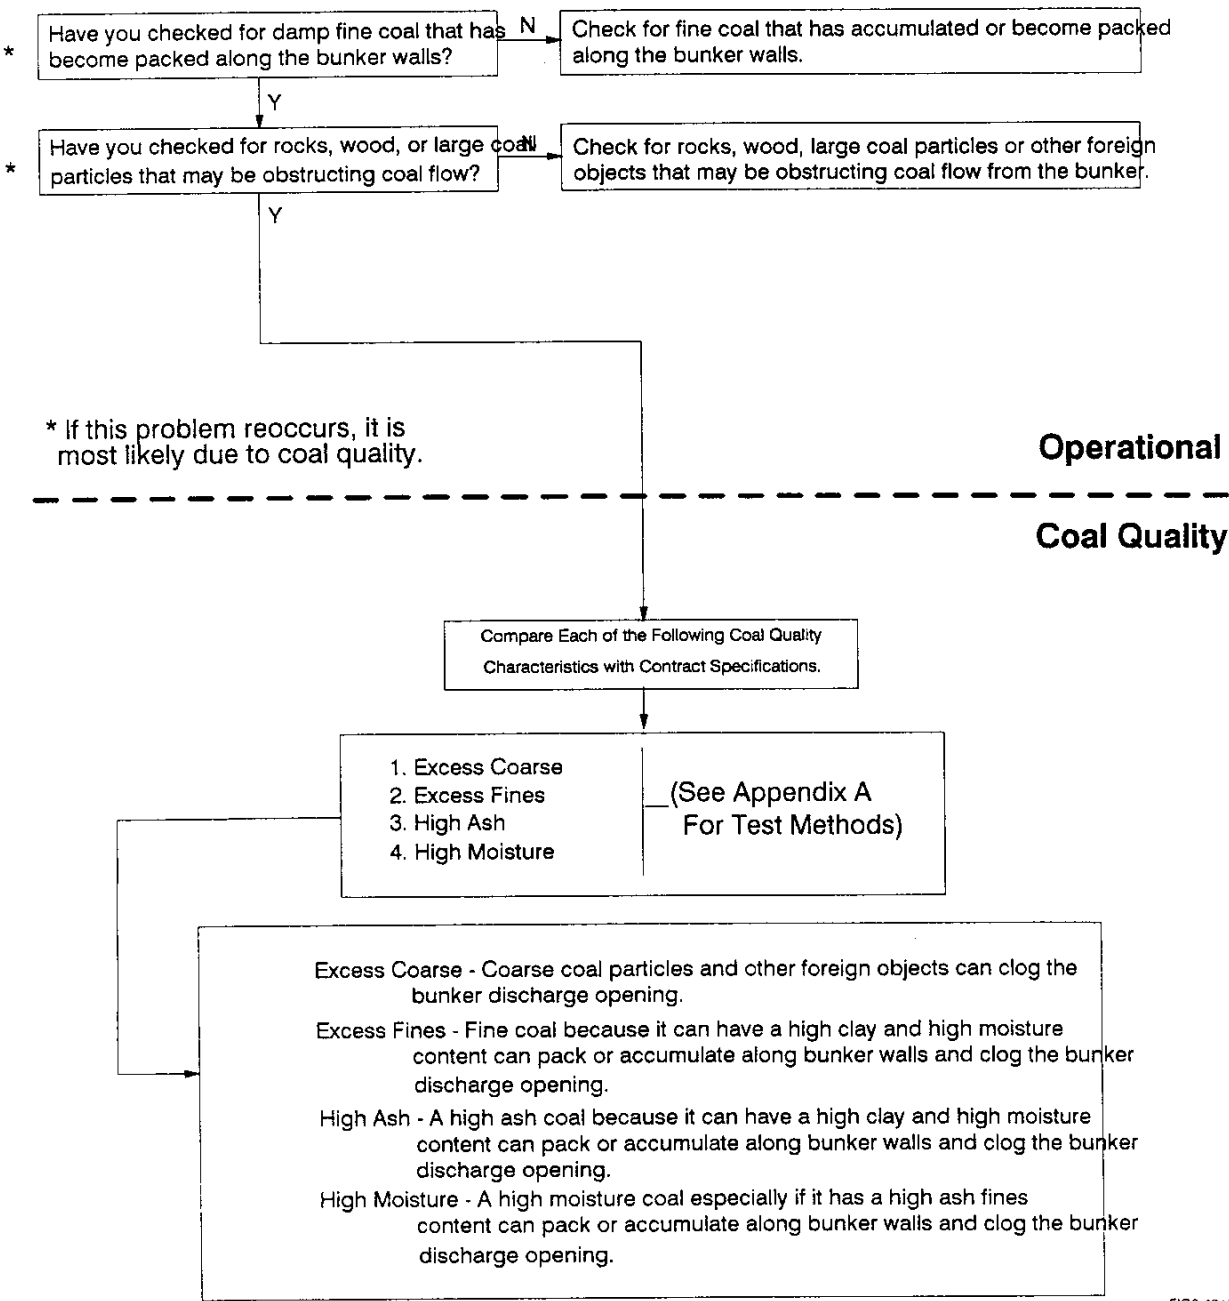 Have you checked for damp fine coal that has
* become packed along the bunker walls?
N
Check for fine coal that has accumulated or become packed
along the bunker walls.
Y
Have you checked for rocks, wood, or large coal
* particles that may be obstructing coal flow?
N
Check for rocks, wood, large coal particles or other foreign
objects that may be obstructing coal flow from the bunker.
Y
* If this problem reoccurs, it is
most likely due to coal quality.
Operational
Coal Quality
Compare Each of the Following Coal Quality
Characteristics with Contract Specifications.
1. Excess Coarse
2. Excess Fines
3. High Ash
4. High Moisture
(See Appendix A
For Test Methods)
Excess Coarse - Coarse coal particles and other foreign objects can clog the
bunker discharge opening.
Excess Fines - Fine coal because it can have a high clay and high moisture
content can pack or accumulate along bunker walls and clog the bunker
discharge opening.
High Ash - A high ash coal because it can have a high clay and high moisture
content can pack or accumulate along bunker walls and clog the bunker
discharge opening.
High Moisture - A high moisture coal especially if it has a high ash fines
content can pack or accumulate along bunker walls and clog the bunker
discharge opening.